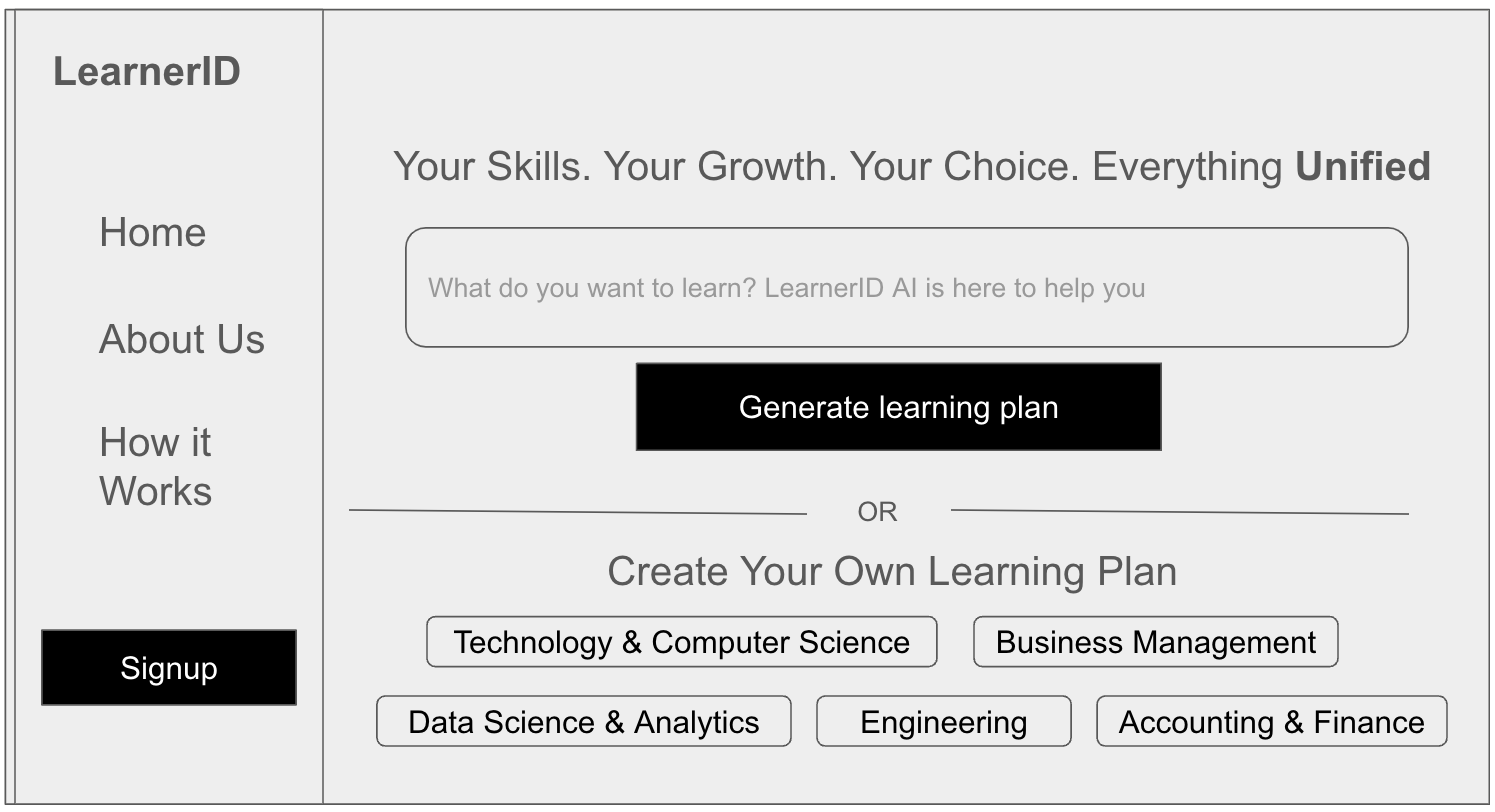 LearnerID
Home
About Us
How it
Works
Signup
Your Skills. Your Growth. Your Choice. Everything Unified
What do you want to learn? LearnerID AI is here to help you
Generate learning plan
OR
Create Your Own Learning Plan
Technology & Computer Science
Business Management
Data Science & Analytics
Engineering
Accounting & Finance